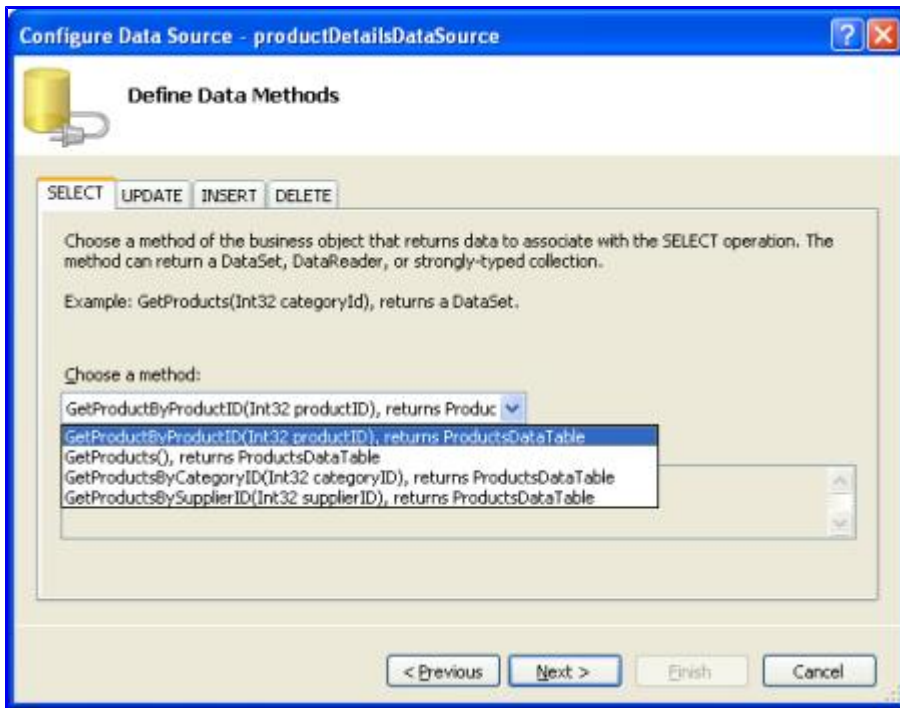 Configure Data Source - productDetailsDataSource
Define Data Methods
SELECT UPDATE INSERT DELETE
Choose a method of the business object that returns data to associate with the SELECT operation. The
method can return a DataSet, DataReader, or strongly-typed collection.
Example: GetProducts(Int32 categoryId), returns a DataSet.
Choose a method:
GetProductByProductID(Int32 productID), returns Produc
GetProductByProductID(Int32 productID), returns ProductsDataTable
GetProducts(), returns ProductsDataTable
GetProductsByCategoryID(Int32 categoryID), returns ProductsDataTable
GetProductsBySupplierID(Int32 supplierID), returns ProductsDataTable
< Previous Next > Finish Cancel